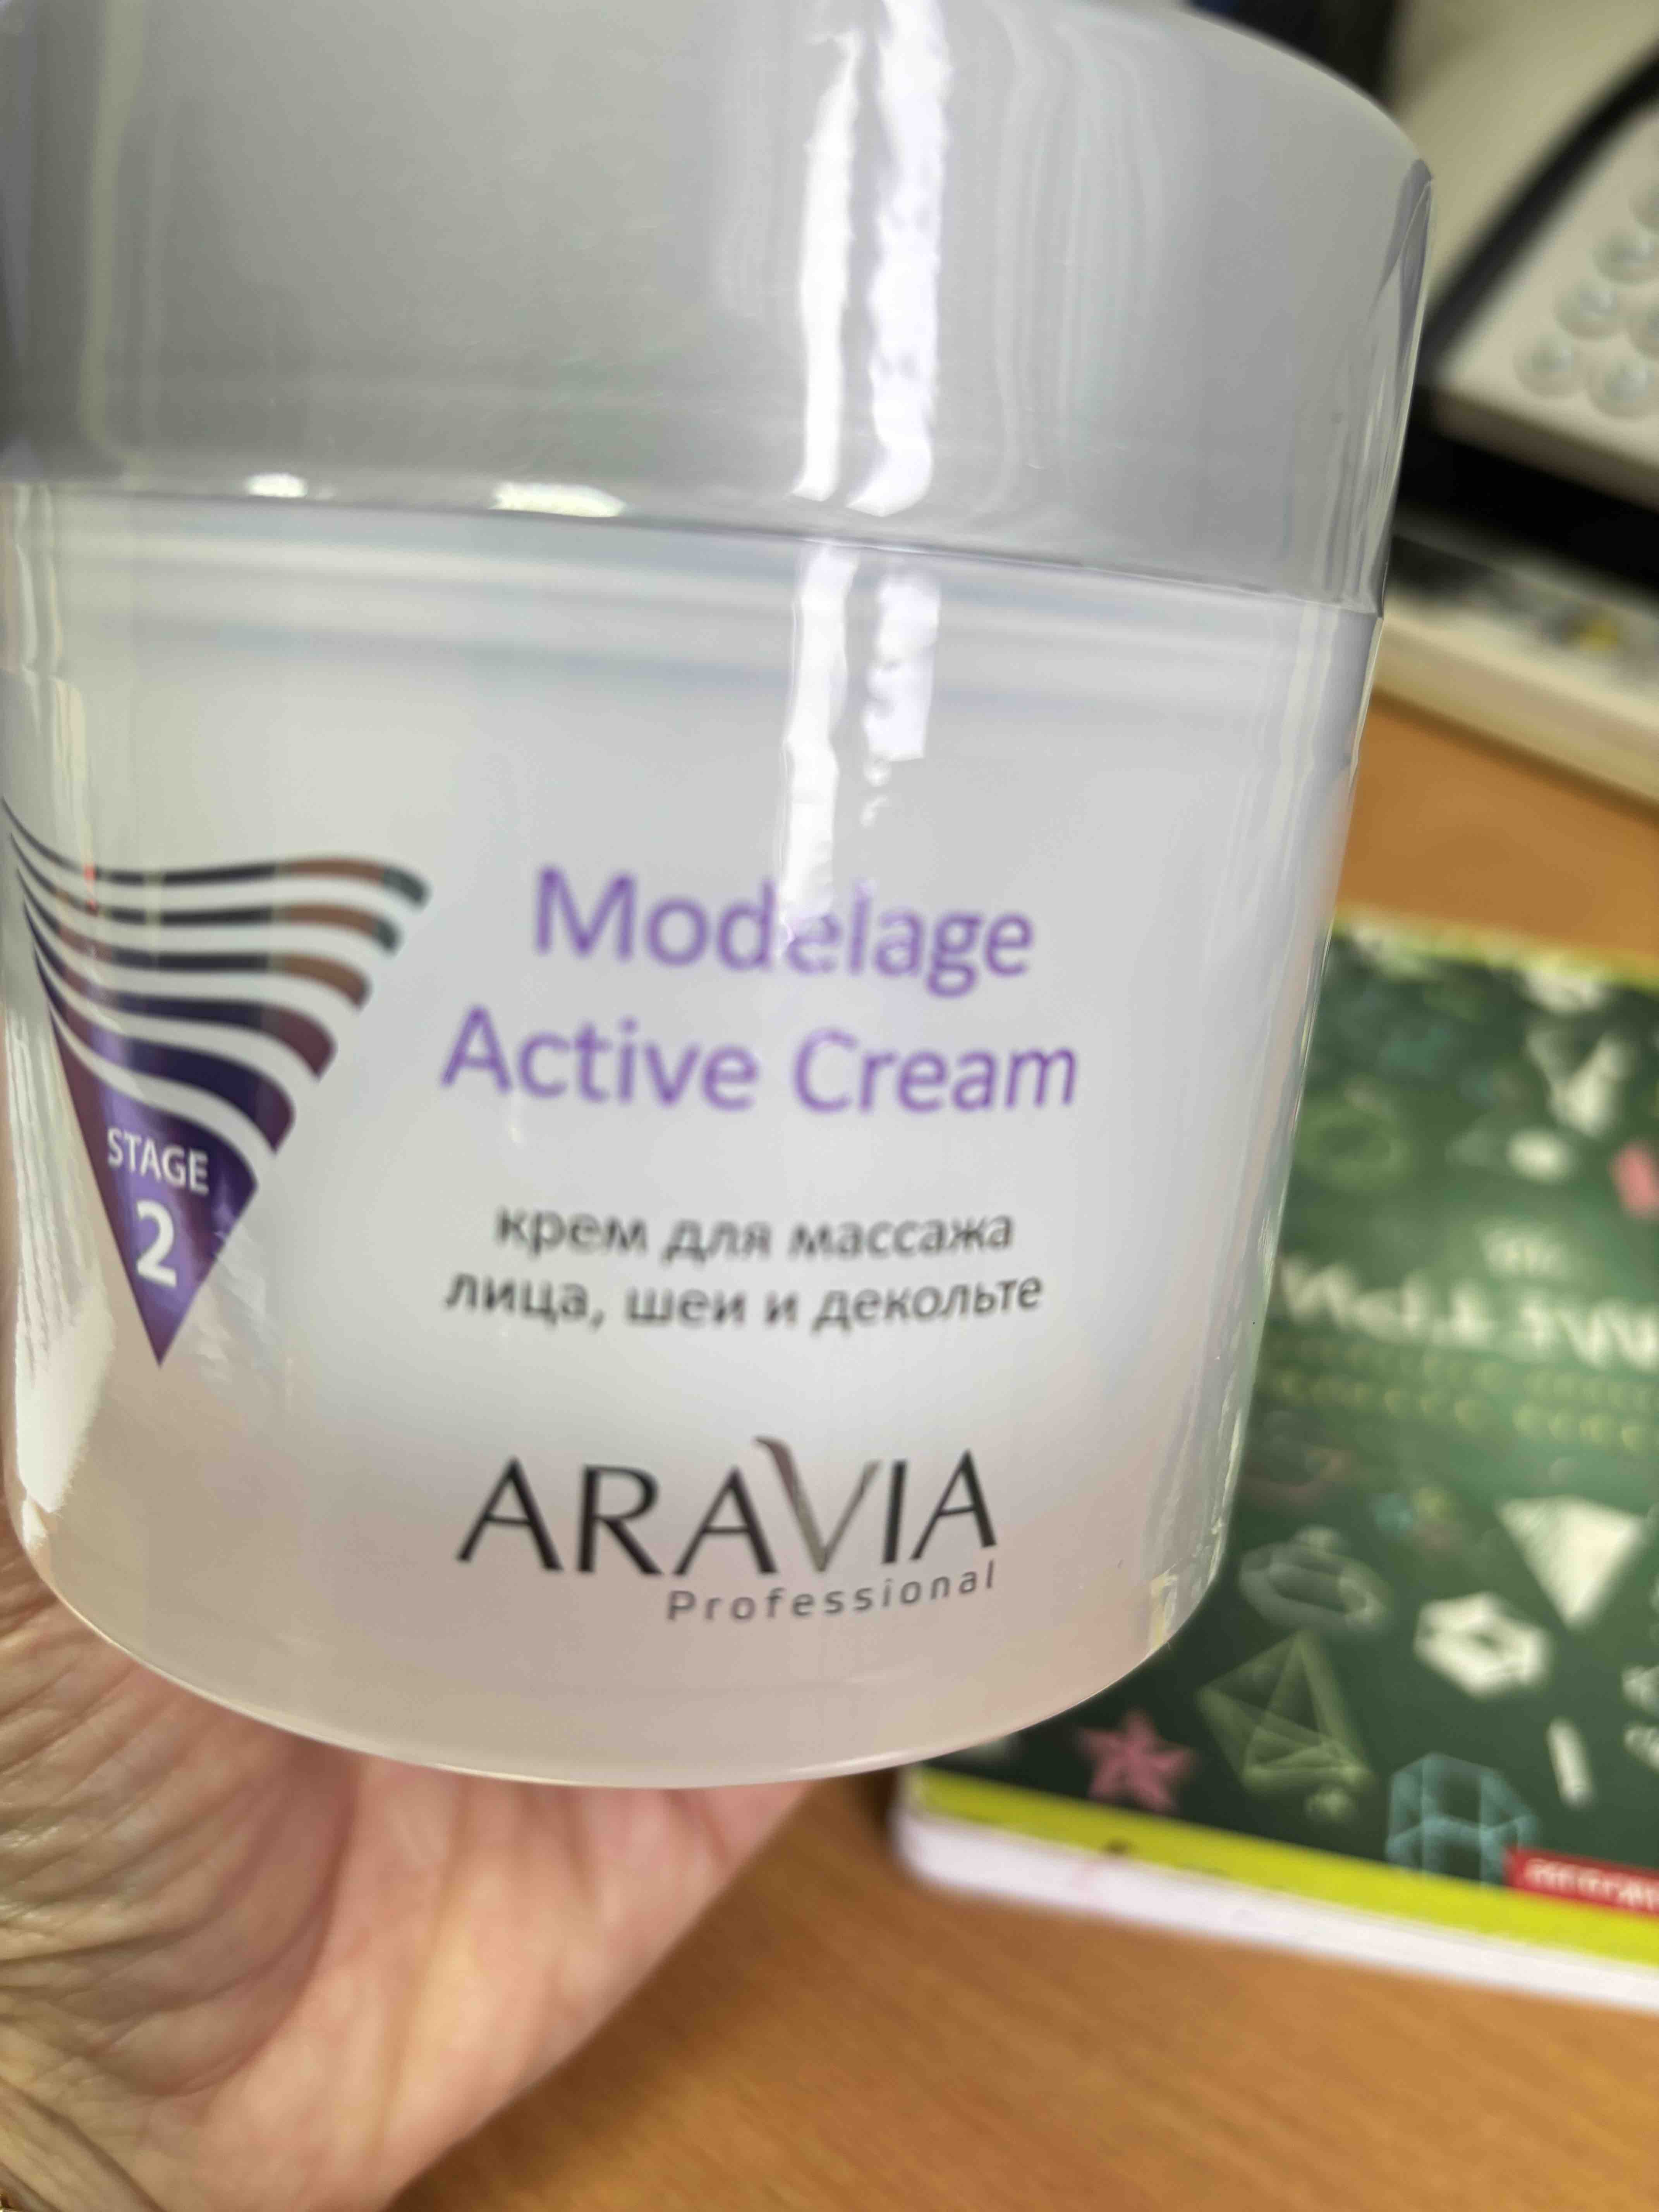 Modelage
Active Cream
STAGE
2
крем для массажа
лица, шеи и декольте
ARAVIA
Professional